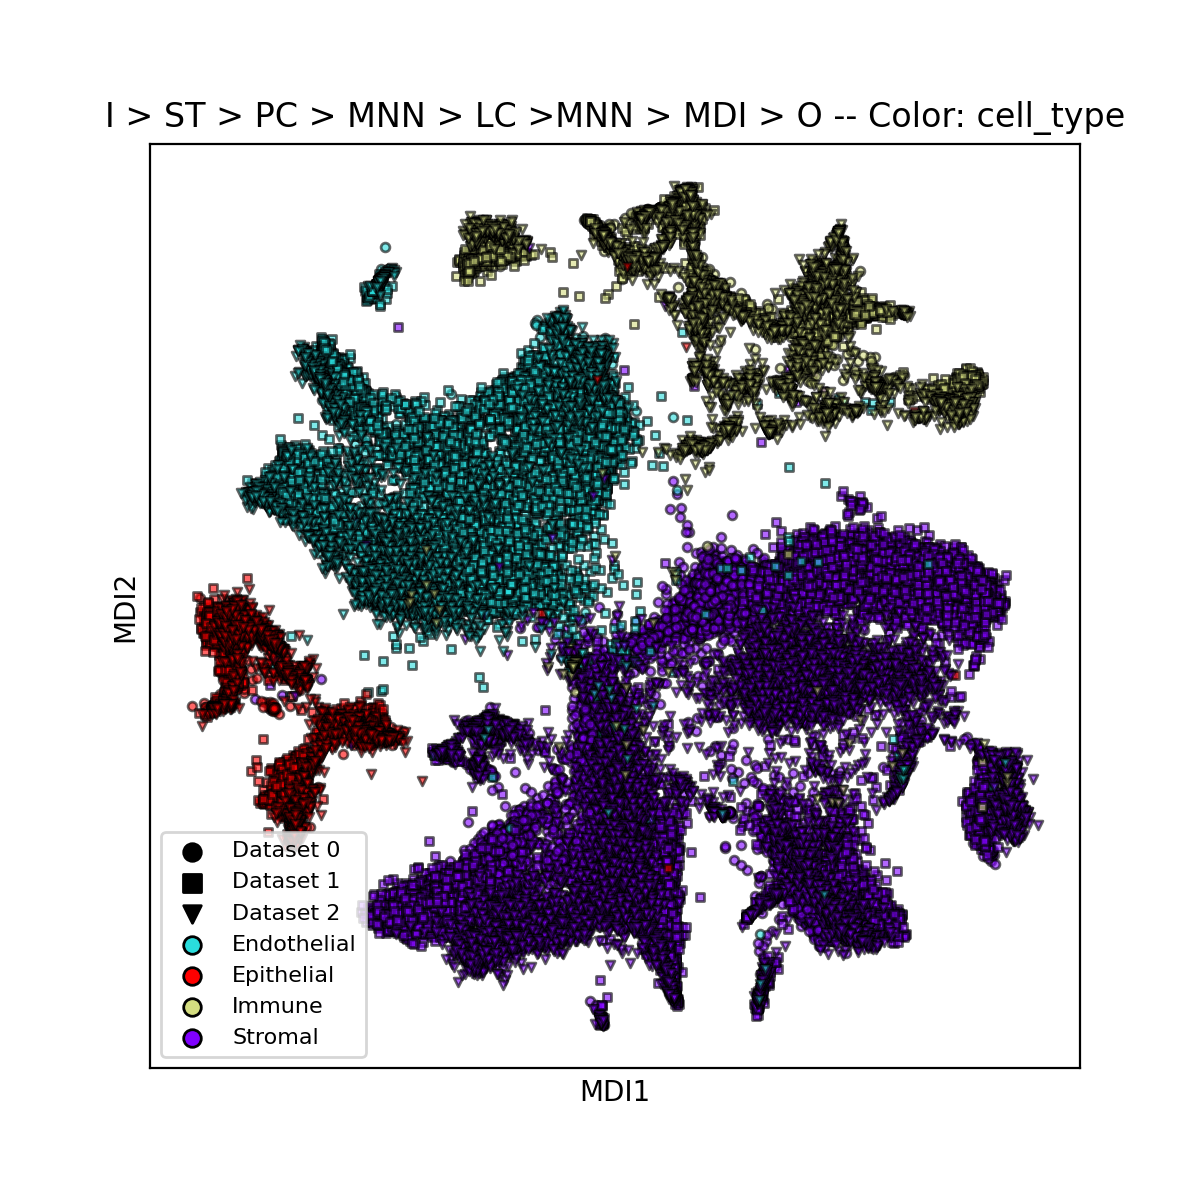 I > ST > PC > MNN > LC >MNN > MDI > O -- Color: cell_type
MDI2
Dataset 0
Dataset 1
Dataset 2
Endothelial
Epithelial
Immune
Stromal
MDI1